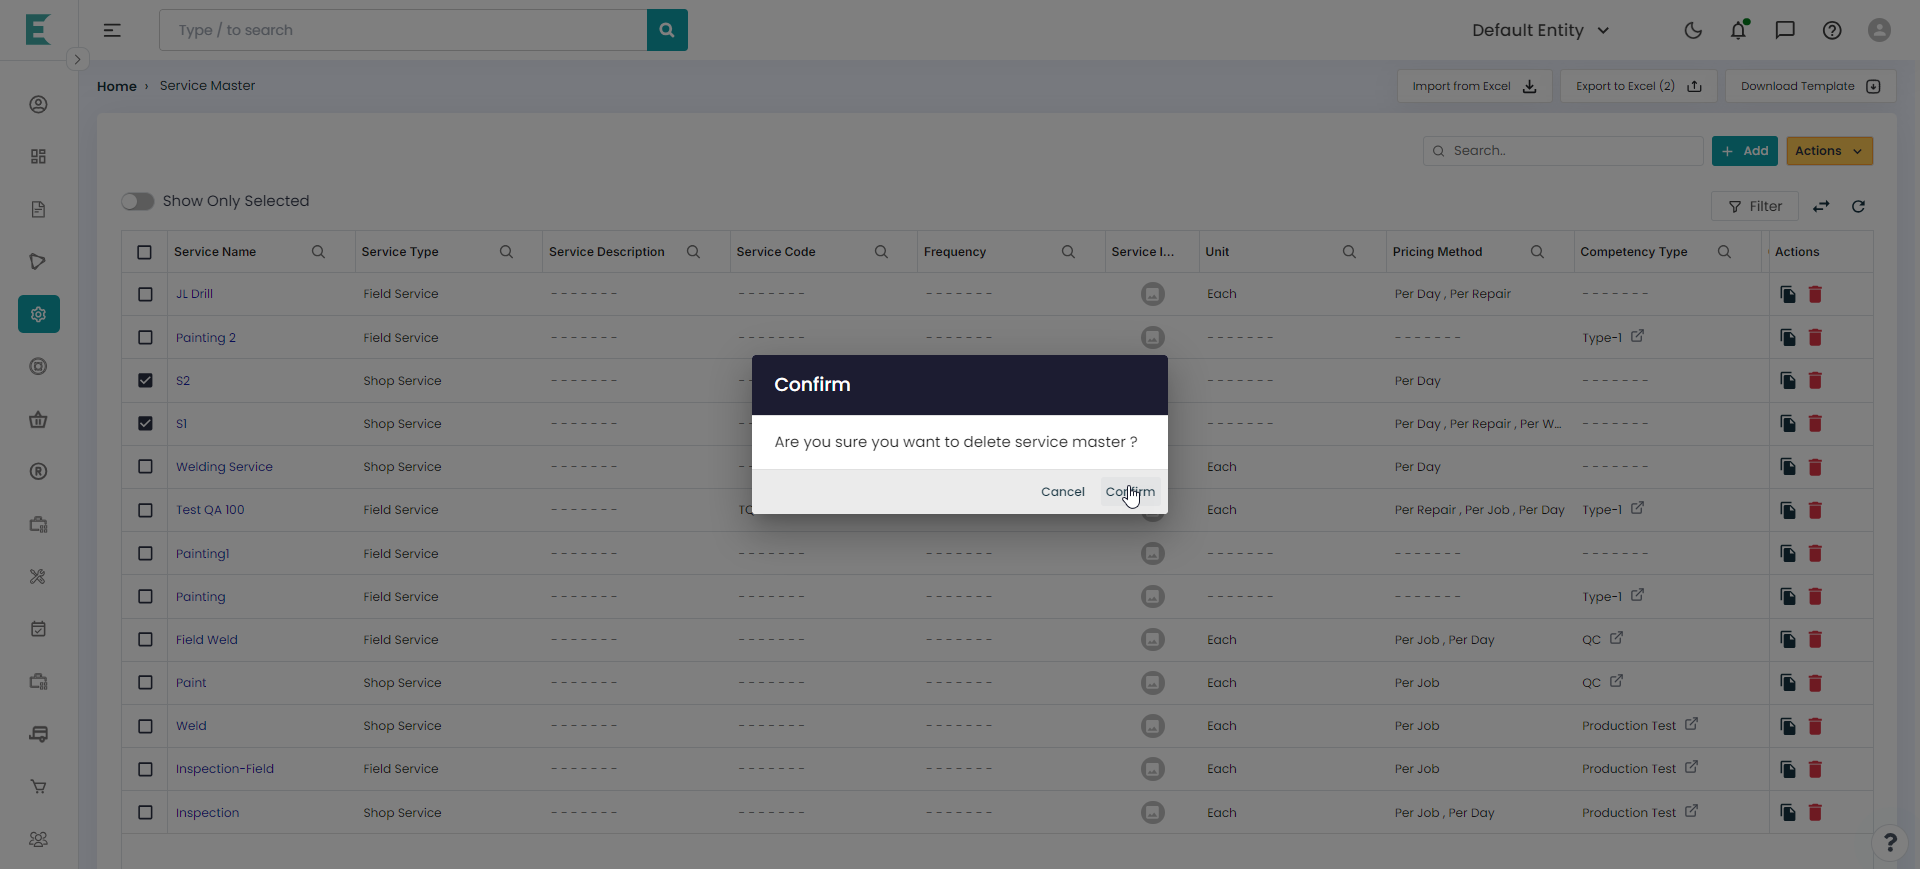 Type / to search
Default Entity
Home › Service Master
Import from Excel
Export to Excel (2)
Download Template
Search..
+ Add
Actions
Show Only Selected
Filter
Service Name Service Type Service Description Service Code Frequency Service I... Unit Pricing Method Competency Type Actions
JL Drill Field Service ------- ------- ------- Each Per Day , Per Repair -------
Painting 2 Field Service ------- ------- ------- ------- ------- Type-1
S2 Shop Service ------- -- ------- Per Day -------
S1 Shop Service ------- -- ------- Per Day , Per Repair , Per W... -------
Welding Service Shop Service ------- -- Each Per Day -------
Test QA 100 Field Service ------- Each Per Repair , Per Job , Per Day Type-1
Painting1 Field Service ------- ------- ------- ------- ------- -------
Painting Field Service ------- ------- ------- ------- ------- Type-1
Field Weld Field Service ------- ------- ------- Each Per Job , Per Day QC
Paint Shop Service ------- ------- ------- Each Per Job QC
Weld Shop Service ------- ------- ------- Each Per Job Production Test
Inspection-Field Field Service ------- ------- ------- Each Per Job Production Test
Inspection Shop Service ------- ------- ------- Each Per Job , Per Day Production Test
Confirm
Are you sure you want to delete service master ?
Cancel
Confirm
?